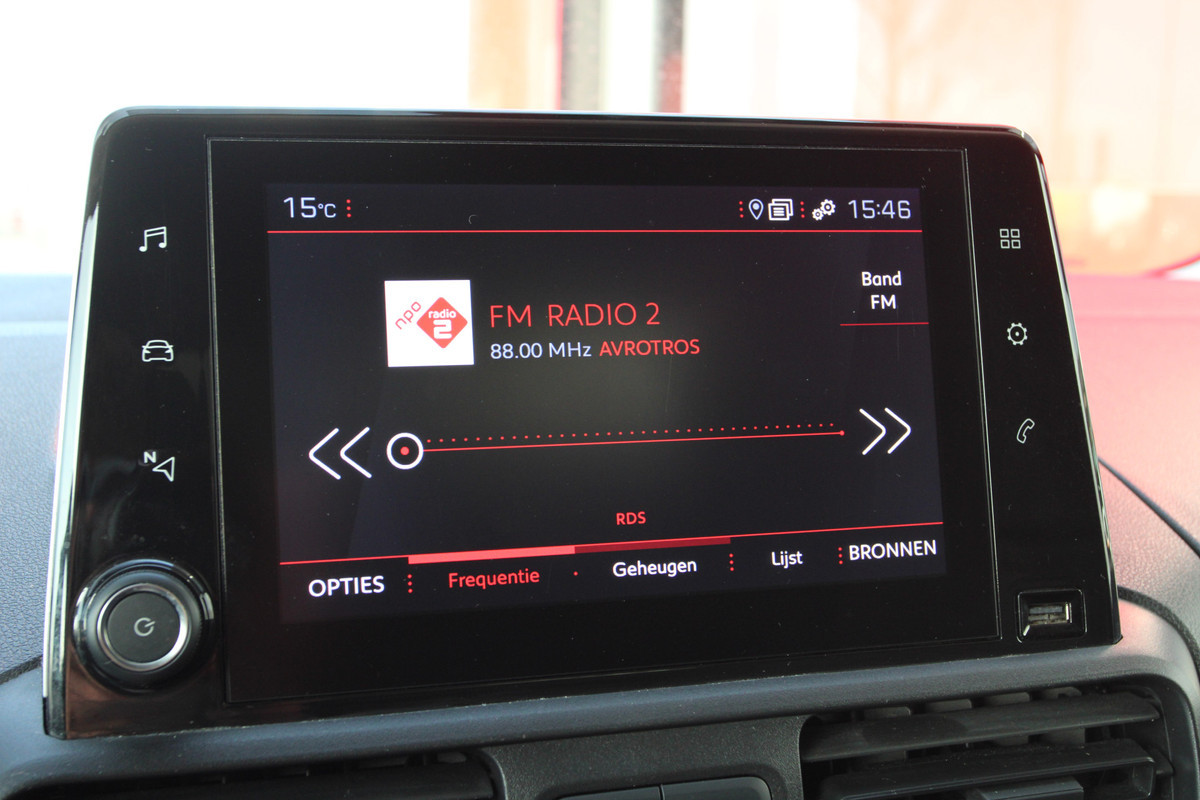 15°C
15:46
Band
FM
npo
radio
2
FM RADIO 2
88.00 MHz AVROTROS
N
RDS
OPTIES
Frequentie
Geheugen
Lijst
BRONNEN